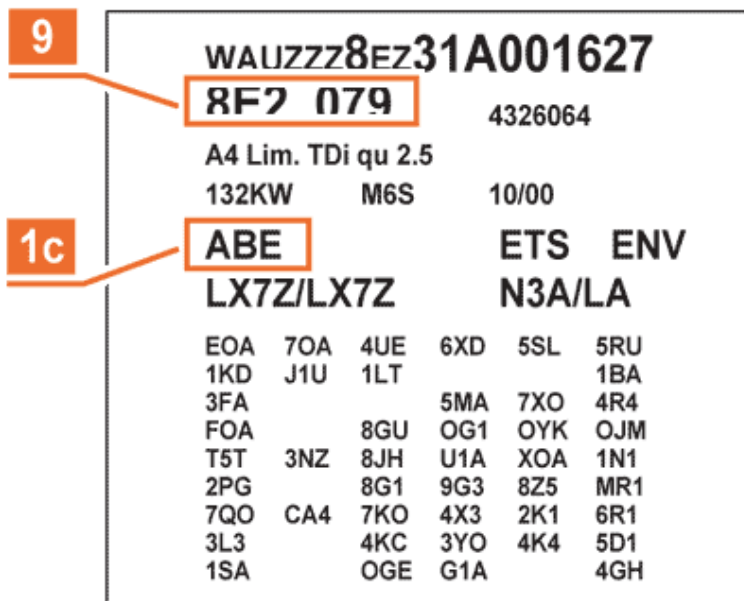 9
WAUZZZ8EZ31A001627
8E2 079
4326064
A4 Lim. TDi qu 2.5
132KW M6S 10/00
1c
ABE ETS ENV
LX7Z/LX7Z N3A/LA
EOA 7OA 4UE 6XD 5SL 5RU
1KD J1U 1LT 1BA
3FA 5MA 7XO 4R4
FOA 8GU OG1 OYK OJM
T5T 3NZ 8JH U1A XOA 1N1
2PG 8G1 9G3 8Z5 MR1
7QO CA4 7KO 4X3 2K1 6R1
3L3 4KC 3YO 4K4 5D1
1SA OGE G1A 4GH